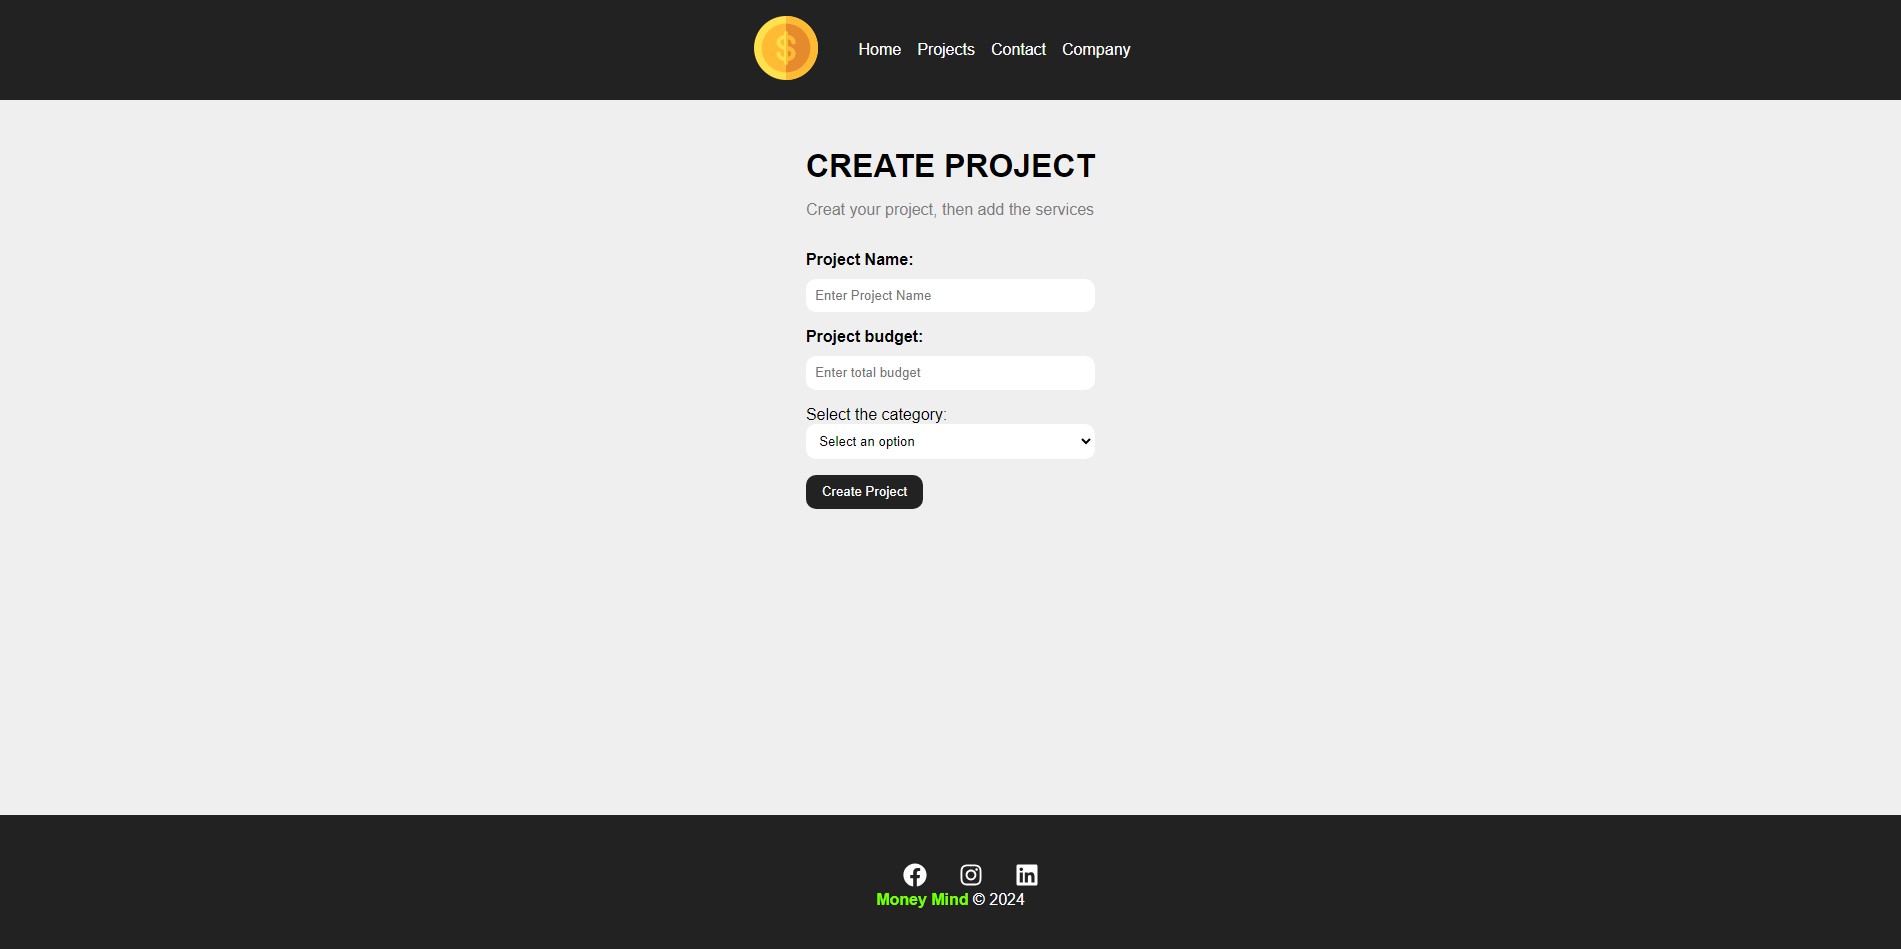 $
Home Projects Contact Company
CREATE PROJECT
Creat your project, then add the services
Project Name:
Enter Project Name
Project budget:
Enter total budget
Select the category:
Select an option
Create Project
Money Mind © 2024